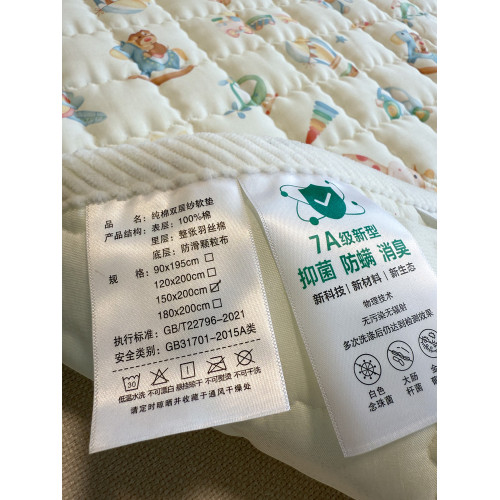 品 名：纯棉双层纱软垫
产品结构：表层：100%棉
里层：整张羽丝棉
底层：防滑颗粒布
规 格：90x195cm
120x200cm
150x200cm
180x200cm
执行标准：GB/T22796-2021
安全类别：GB31701-2015A类
30
低温水洗 不可漂白 悬挂晾干 不可熨烫 不可干洗
请定时晾晒并收藏于通风干燥处
7A级新型
抑菌 防螨 消臭
新科技 | 新材料 | 新生态
物理技术
无污染无辐射
多次洗涤后仍达到检测效果
白色 大肠 金
念珠菌 杆菌